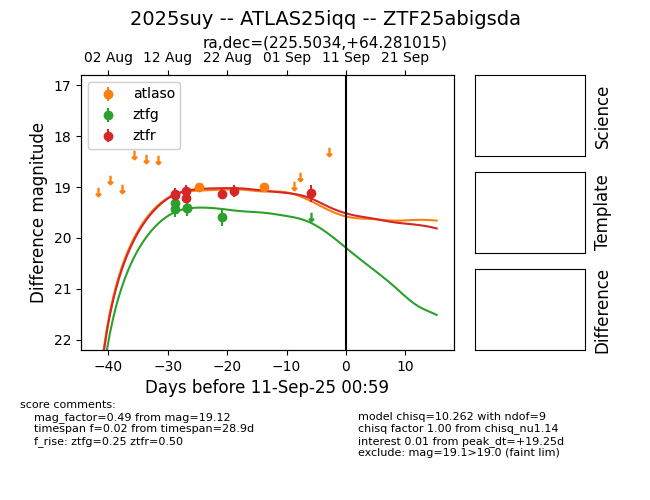 2025suy -- ATLAS25iqq -- ZTF25abigsda
ra,dec=(225.5034,+64.281015)
02 Aug 12 Aug 22 Aug 01 Sep 11 Sep 21 Sep
atlaso
ztfg
ztfr
17
18
19
20
21
22
Difference magnitude
−40 −30 −20 −10 0 10
Days before 11-Sep-25 00:59
Science
Template
Difference
score comments:
mag_factor=0.49 from mag=19.12
timespan f=0.02 from timespan=28.9d
f_rise: ztfg=0.25 ztfr=0.50
model chisq=10.262 with ndof=9
chisq factor 1.00 from chisq_nu1.14
interest 0.01 from peak_dt=+19.25d
exclude: mag=19.1>19.0 (faint lim)